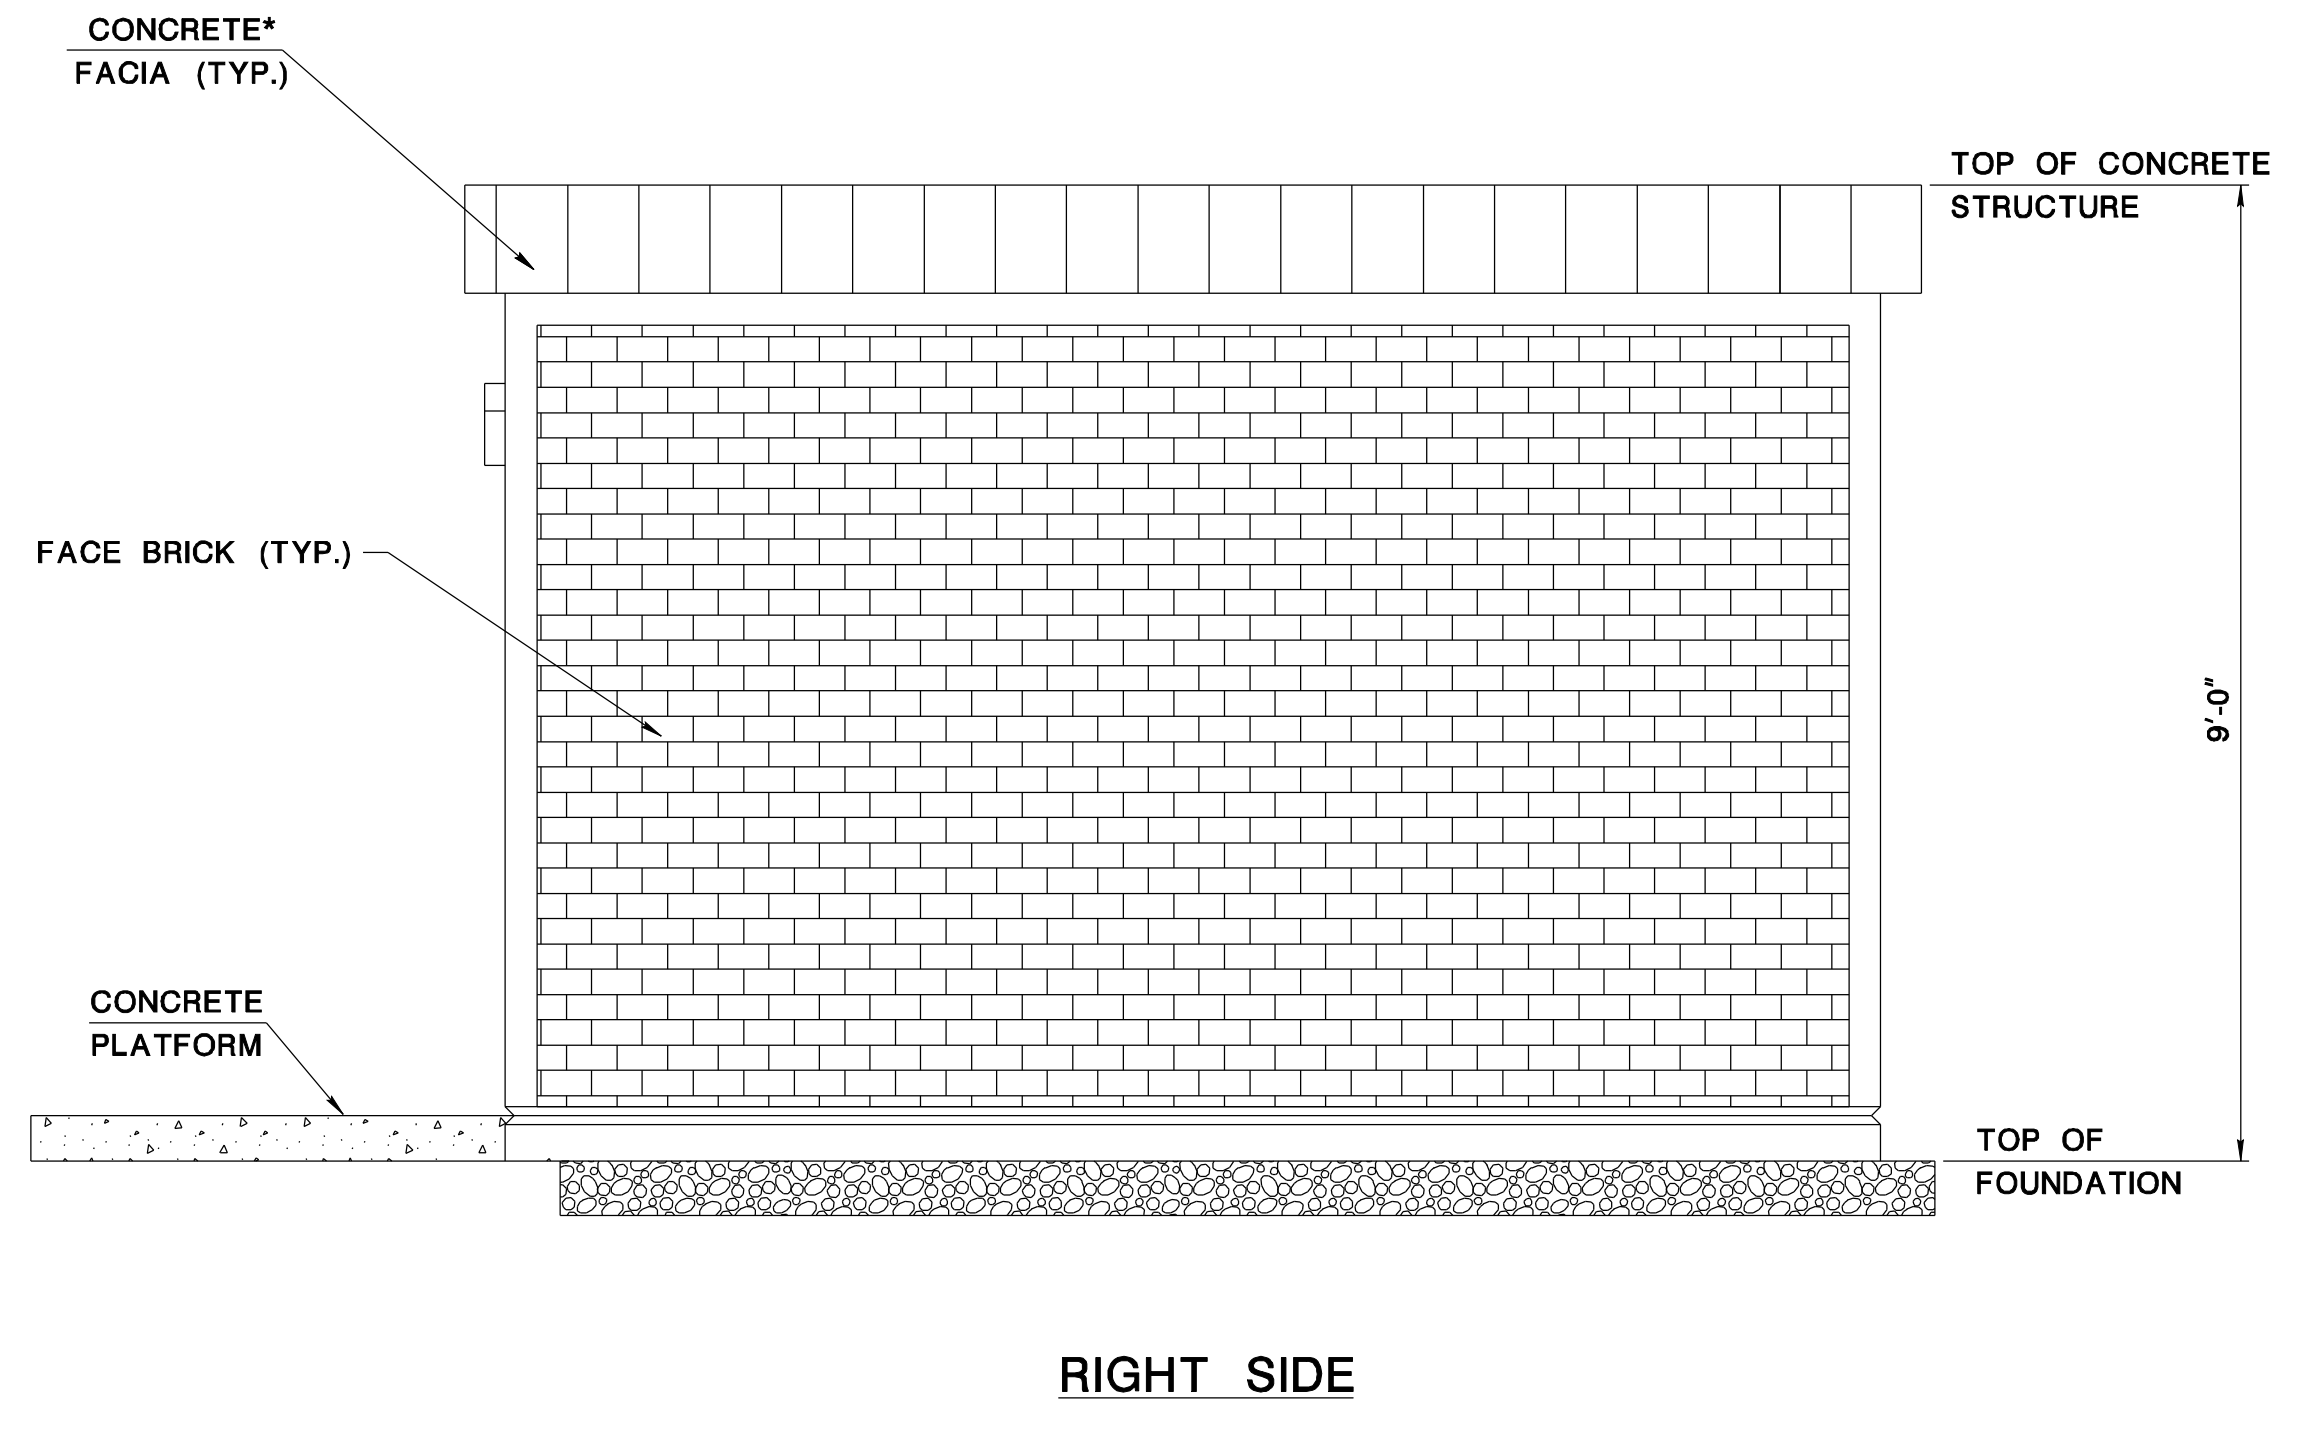 CONCRETE*
FACIA (TYP.)
TOP OF CONCRETE
STRUCTURE
FACE BRICK (TYP.)
9'-0"
CONCRETE
PLATFORM
TOP OF
FOUNDATION
RIGHT SIDE